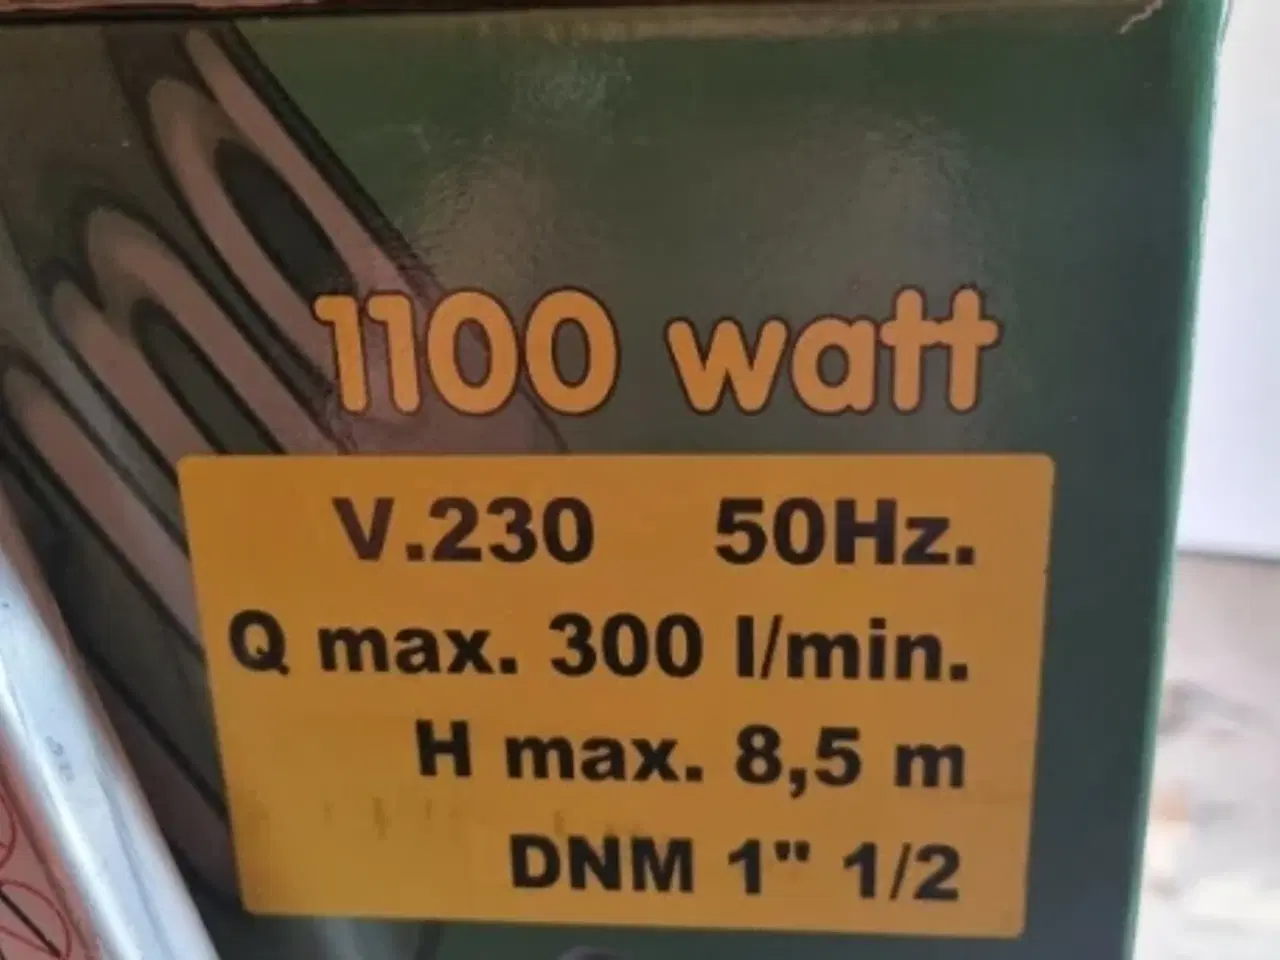 1100 watt
V.230 50Hz.
Q max. 300 l/min.
H max. 8,5 m
DNM 1" 1/2